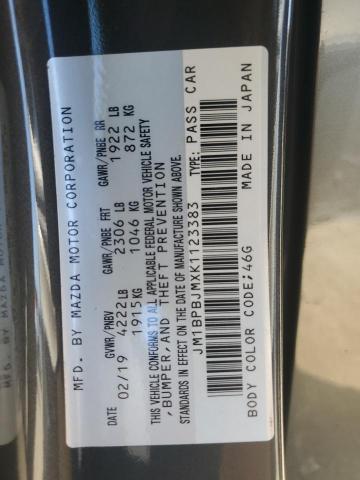 MFD. BY MAZDA MOTOR CORPORATION
DATE GVWR/PNBV GAWR/PNBE FRT GAWR/PNBE RR
02/19 4222LB 2306 LB 1922 LB
1915KG 1046 KG 872 KG
THIS VEHICLE CONFORMS TO ALL APPLICABLE FEDERAL MOTOR VEHICLE SAFETY
,BUMPER,AND THEFT PREVENTION
STANDARDS IN EFFECT ON THE DATE OF MANUFACTURE SHOWN ABOVE.
JM1BPBJMXK1123383 TYPE: PASS CAR
BODY COLOR CODE:46G MADE IN JAPAN